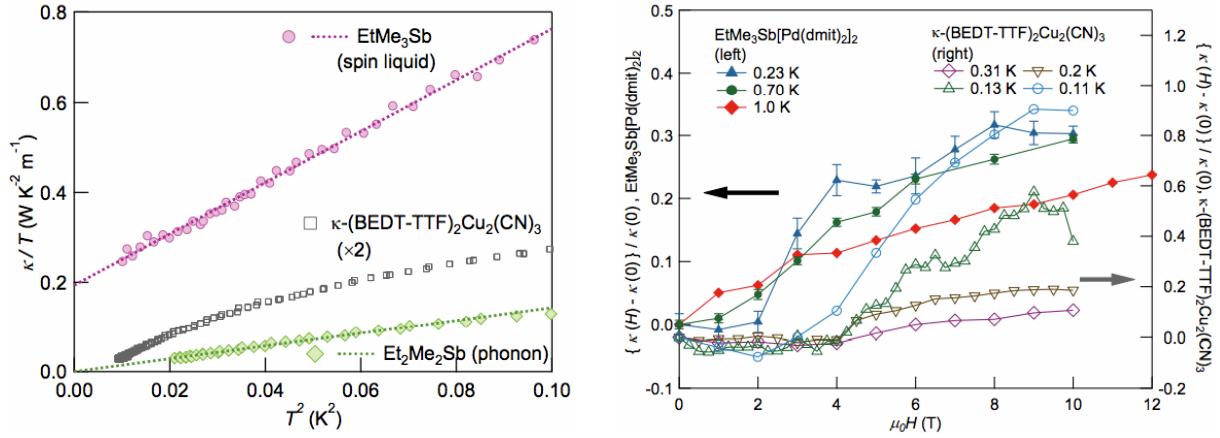 0.8
0.6
0.4
0.2
0.0
κ/T (W K⁻² m⁻¹)
EtMe₃Sb
(spin liquid)
κ-(BEDT-TTF)₂Cu₂(CN)₃
(×2)
Et₂Me₂Sb (phonon)
0.00
0.02
0.04
0.06
0.08
0.10
T² (K²)
0.5
0.4
0.3
0.2
0.1
0.0
-0.1
{ κ(H) - κ(0) } / κ(0) , EtMe₃Sb[Pd(dmit)₂]₂
EtMe₃Sb[Pd(dmit)₂]₂
(left)
0.23 K
0.70 K
1.0 K
κ-(BEDT-TTF)₂Cu₂(CN)₃
(right)
0.31 K 0.2 K
0.13 K 0.11 K
1.2
1.0
0.8
0.6
0.4
0.2
0.0
-0.2
{ κ(H) - κ(0) } / κ(0), κ-(BEDT-TTF)₂Cu₂(CN)₃
0
2
4
6
8
10
12
μ₀H (T)